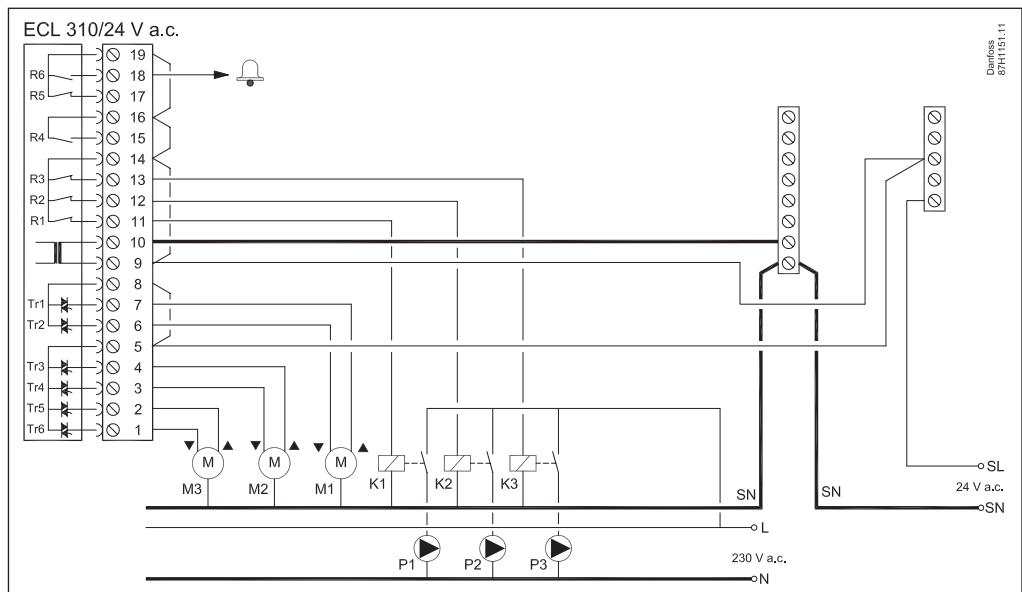 ECL 310/24 V a.c.
Danfoss
87H1151.11
19
R6 18
R5 17
16
R4 15
14
R3 13
R2 12
R1 11
10
9
8
Tr1 7
Tr2 6
5
Tr3 4
Tr4 3
Tr5 2
Tr6 1
M M M
M3 M2 M1 K1 K2 K3
SL
24 V a.c.
SN SN SN
L
P1 P2 P3
230 V a.c.
N